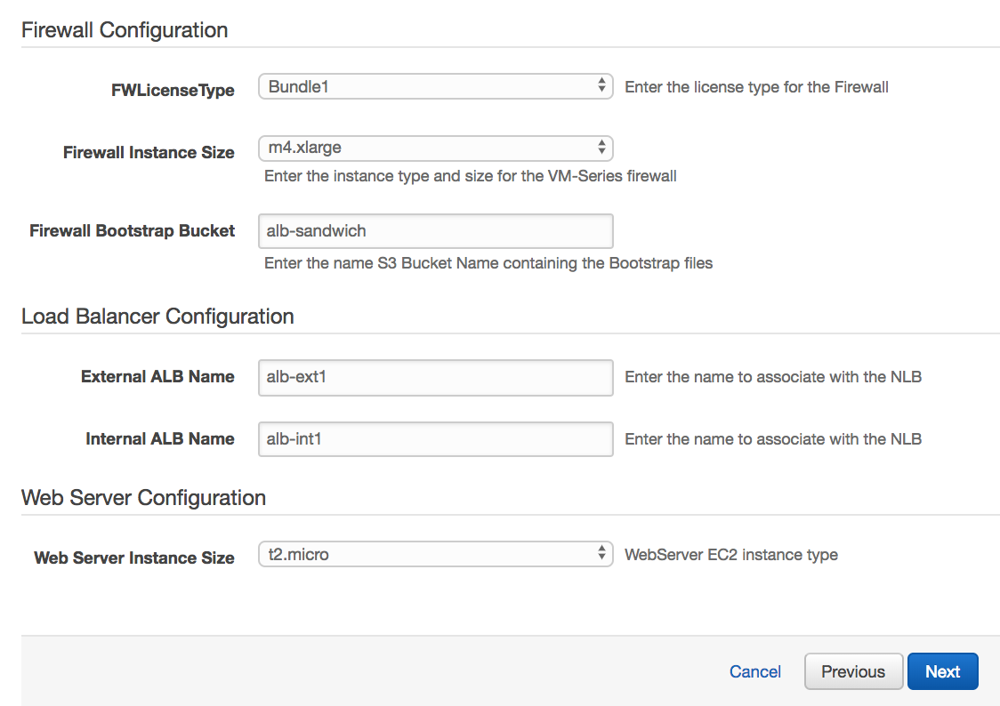 Firewall Configuration
FWLicenseType Bundle1 Enter the license type for the Firewall
Firewall Instance Size m4.xlarge
Enter the instance type and size for the VM-Series firewall
Firewall Bootstrap Bucket alb-sandwich
Enter the name S3 Bucket Name containing the Bootstrap files
Load Balancer Configuration
External ALB Name alb-ext1 Enter the name to associate with the NLB
Internal ALB Name alb-int1 Enter the name to associate with the NLB
Web Server Configuration
Web Server Instance Size t2.micro WebServer EC2 instance type
Cancel Previous Next